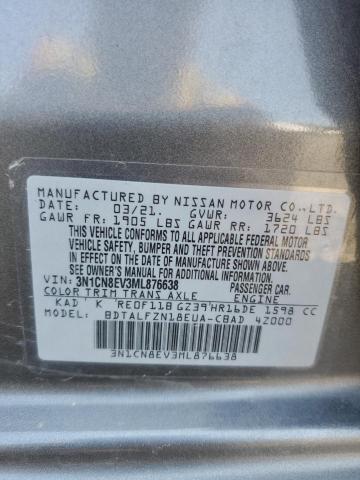 MANUFACTURED BY NISSAN MOTOR CO.,LTD.
DATE: 03/21. GVWR: 3624 LBS
GAWR FR: 1905 LBS GAWR RR: 1720 LBS
THIS VEHICLE CONFORMS TO ALL APPLICABLE FEDERAL MOTOR
VEHICLE SAFETY, BUMPER AND THEFT PREVENTION STANDARDS
IN EFFECT ON THE DATE OF MANUFACTURE SHOWN ABOVE.
SEE OWNERS MANUAL FOR ADDITIONAL INFORMATION.
VIN: 3N1CN8EV3ML876638 PASSENGER CAR.
COLOR TRIM TRANS AXLE ENGINE
KAD K RE0F11B GZ39 HR16DE 1598 CC
MODEL: BDTALFZN18EUA-CBAD 42000
3N1CN8EV3ML876638